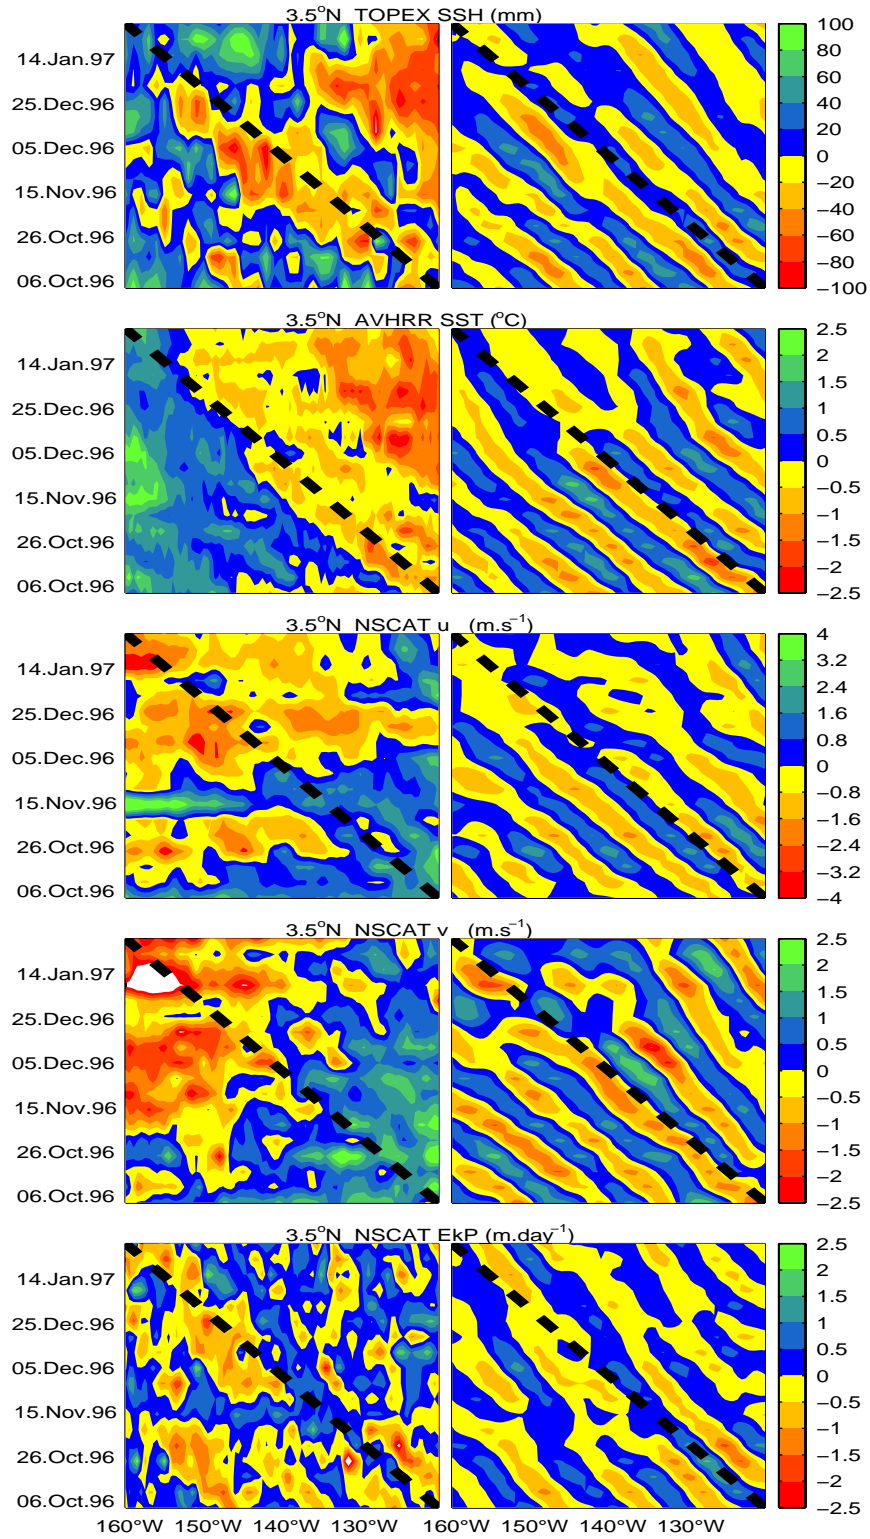 3.5°N TOPEX SSH (mm)
14.Jan.97
25.Dec.96
05.Dec.96
15.Nov.96
26.Oct.96
06.Oct.96
100
80
60
40
20
0
−20
−40
−60
−80
−100
3.5°N AVHRR SST (°C)
14.Jan.97
25.Dec.96
05.Dec.96
15.Nov.96
26.Oct.96
06.Oct.96
2.5
2
1.5
1
0.5
0
−0.5
−1
−1.5
−2
−2.5
3.5°N NSCAT u (m.s⁻¹)
14.Jan.97
25.Dec.96
05.Dec.96
15.Nov.96
26.Oct.96
06.Oct.96
4
3.2
2.4
1.6
0.8
0
−0.8
−1.6
−2.4
−3.2
−4
3.5°N NSCAT v (m.s⁻¹)
14.Jan.97
25.Dec.96
05.Dec.96
15.Nov.96
26.Oct.96
06.Oct.96
2.5
2
1.5
1
0.5
0
−0.5
−1
−1.5
−2
−2.5
3.5°N NSCAT EkP (m.day⁻¹)
14.Jan.97
25.Dec.96
05.Dec.96
15.Nov.96
26.Oct.96
06.Oct.96
2.5
2
1.5
1
0.5
0
−0.5
−1
−1.5
−2
−2.5
160°W 150°W 140°W 130°W 160°W 150°W 140°W 130°W